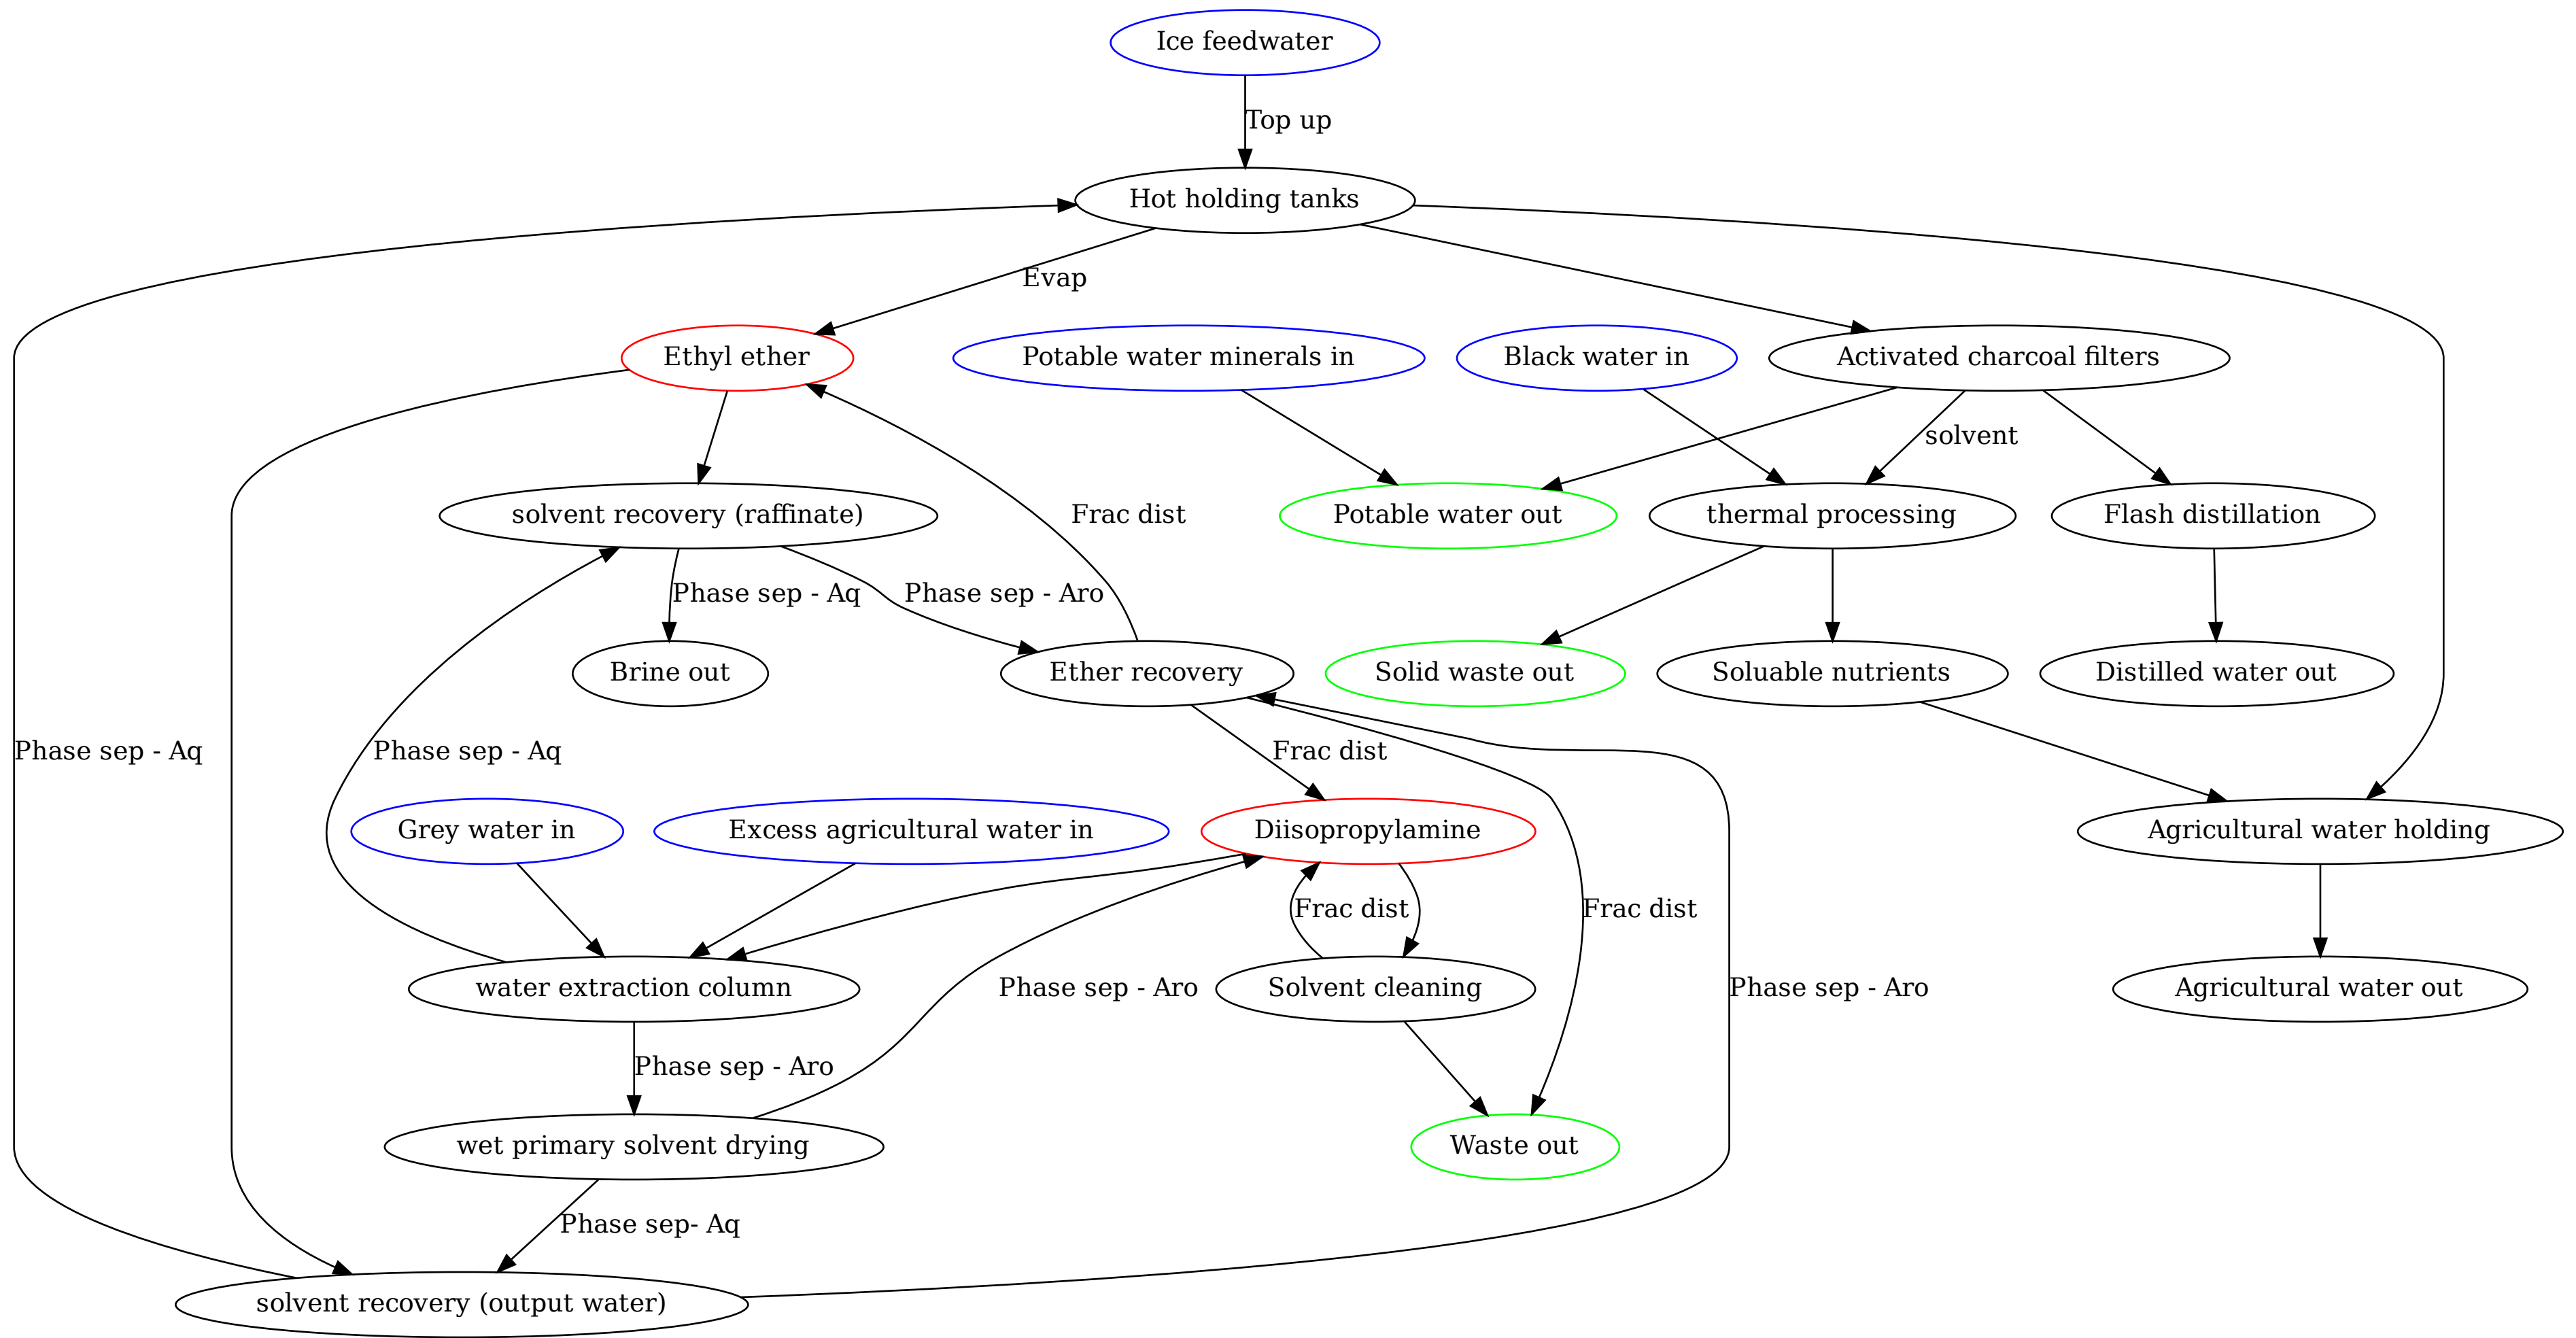 Ice feedwater
Top up
Hot holding tanks
Evap
Ethyl ether
Potable water minerals in
Black water in
Activated charcoal filters
solvent
solvent recovery (raffinate)
Frac dist
Potable water out
thermal processing
Flash distillation
Phase sep - Aq
Phase sep - Aro
Brine out
Ether recovery
Solid waste out
Soluable nutrients
Distilled water out
Phase sep - Aq
Phase sep - Aq
Frac dist
Grey water in
Excess agricultural water in
Diisopropylamine
Agricultural water holding
Frac dist
Frac dist
water extraction column
Phase sep - Aro
Solvent cleaning
Phase sep - Aro
Agricultural water out
Phase sep - Aro
wet primary solvent drying
Waste out
Phase sep- Aq
solvent recovery (output water)